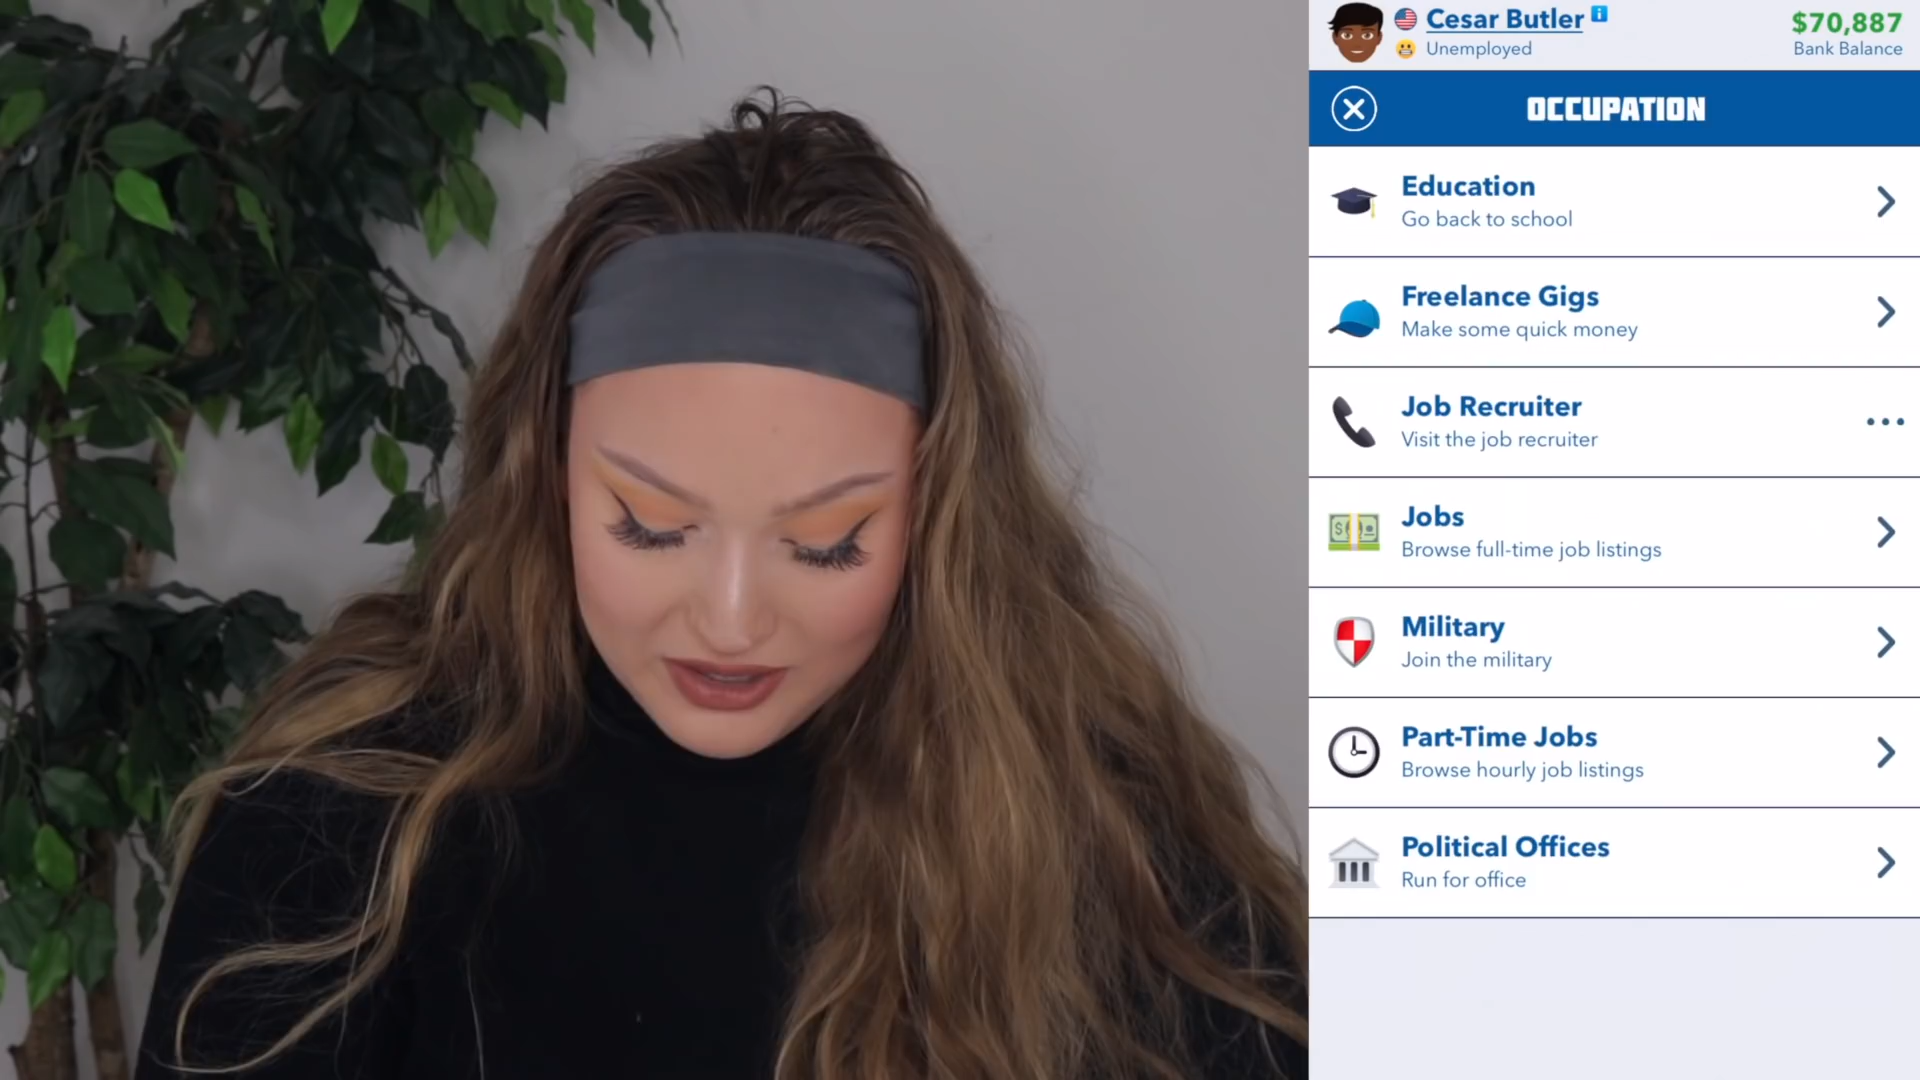 Cesar Butler
Unemployed
$70,887
Bank Balance
OCCUPATION
Education
Go back to school
Freelance Gigs
Make some quick money
Job Recruiter
Visit the job recruiter
Jobs
Browse full-time job listings
Military
Join the military
Part-Time Jobs
Browse hourly job listings
Political Offices
Run for office